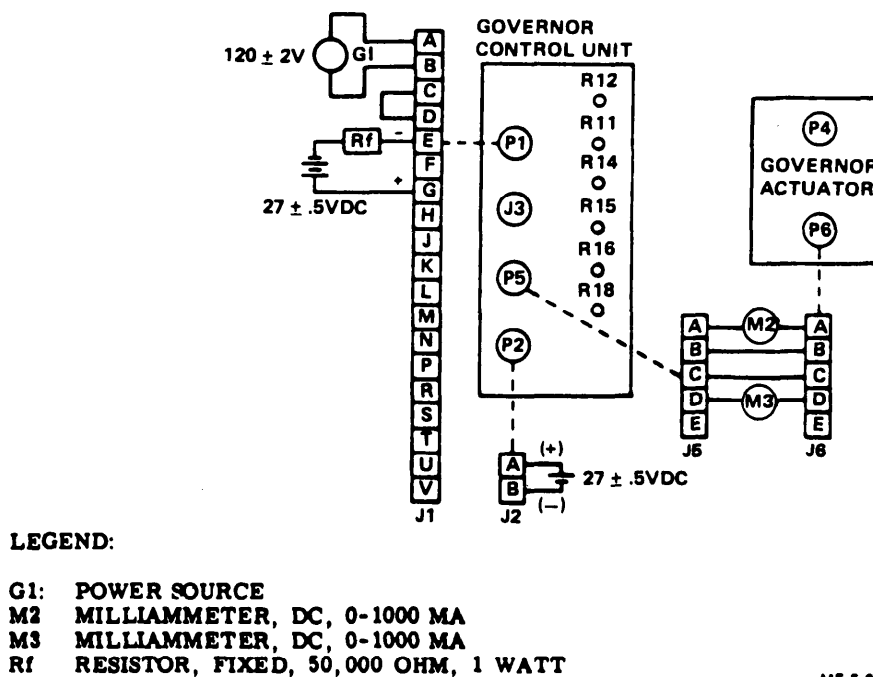 GOVERNOR
CONTROL UNIT
120 ± 2V
G1
A
B
C
D
E
F
G
H
J
K
L
M
N
P
R
S
T
U
V
J1
Rf
-
+
27 ± .5VDC
P1
J3
P5
P2
R12
R11
R14
R15
R16
R18
P4
GOVERNOR
ACTUATOR
P6
A
B
C
D
E
J5
M2
M3
A
B
C
D
E
J6
A
B
J2
(+)
(—)
27 ± .5VDC
LEGEND:
G1: POWER SOURCE
M2 MILLIAMMETER, DC, 0-1000 MA
M3 MILLIAMMETER, DC, 0-1000 MA
Rf RESISTOR, FIXED, 50,000 OHM, 1 WATT